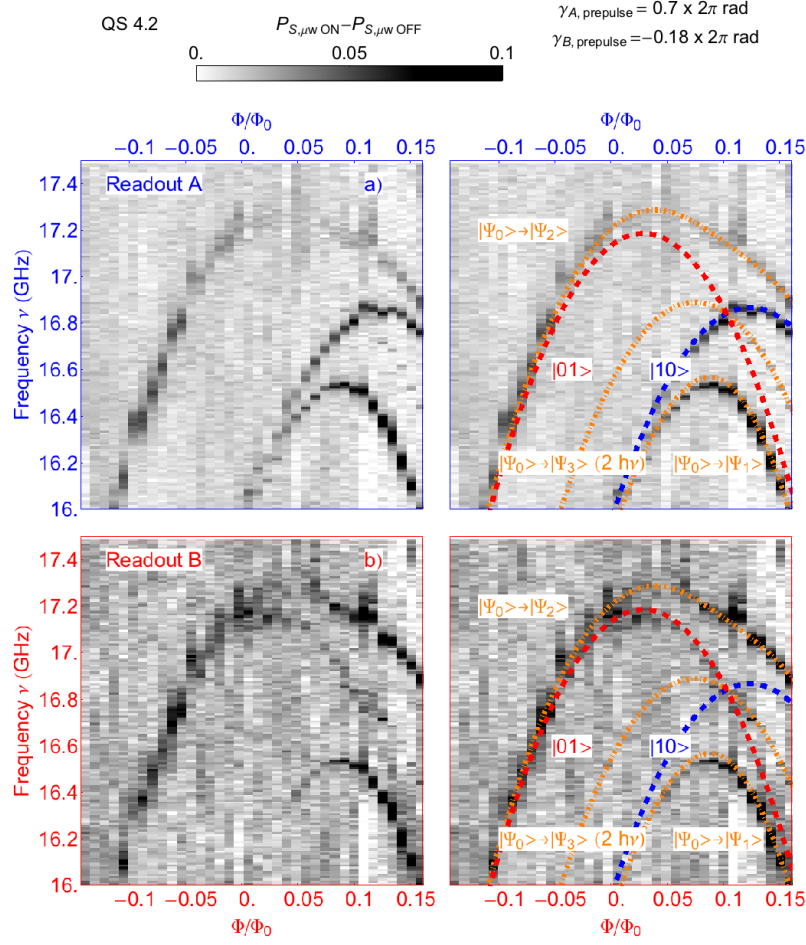 QS 4.2
P_{S,μw ON}−P_{S,μw OFF}
0. 0.05 0.1
γ_{A, prepulse} = 0.7 x 2π rad
γ_{B, prepulse} =−0.18 x 2π rad
Φ/Φ₀ Φ/Φ₀
−0.1 −0.05 0. 0.05 0.1 0.15 −0.1 −0.05 0. 0.05 0.1 0.15
Frequency ν (GHz)
17.4
17.2
17.
16.8
16.6
16.4
16.2
16.
Readout A a)
|Ψ₀>→|Ψ₂>
|01> |10>
|Ψ₀>→|Ψ₃> (2 hν) |Ψ₀>→|Ψ₁>
Frequency ν (GHz)
17.4
17.2
17.
16.8
16.6
16.4
16.2
16.
Readout B b)
|Ψ₀>→|Ψ₂>
|01> |10>
|Ψ₀>→|Ψ₃> (2 hν) |Ψ₀>→|Ψ₁>
−0.1 −0.05 0. 0.05 0.1 0.15 −0.1 −0.05 0. 0.05 0.1 0.15
Φ/Φ₀ Φ/Φ₀